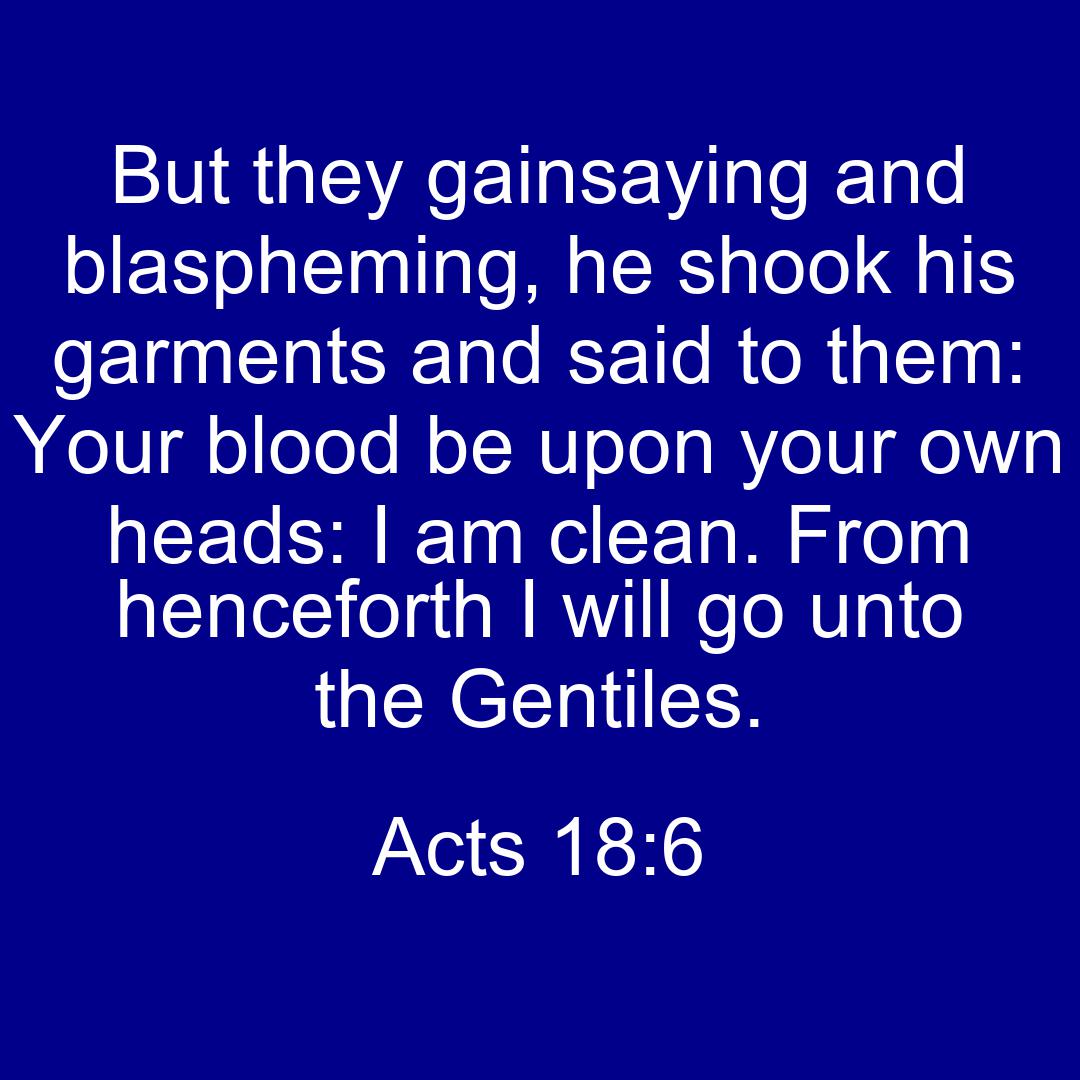 But they gainsaying and
blaspheming, he shook his
garments and said to them:
Your blood be upon your own
heads: I am clean. From
henceforth I will go unto
the Gentiles.
Acts 18:6